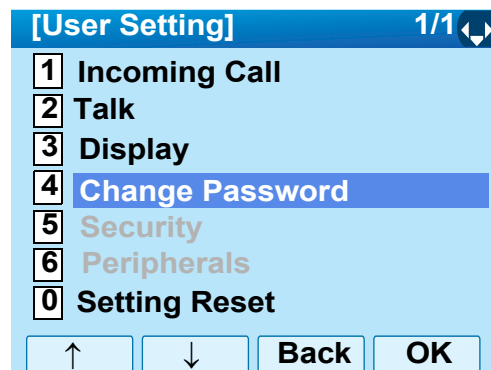 [User Setting] 1/1
1 Incoming Call
2 Talk
3 Display
4 Change Password
5 Security
6 Peripherals
0 Setting Reset
↑ ↓ Back OK